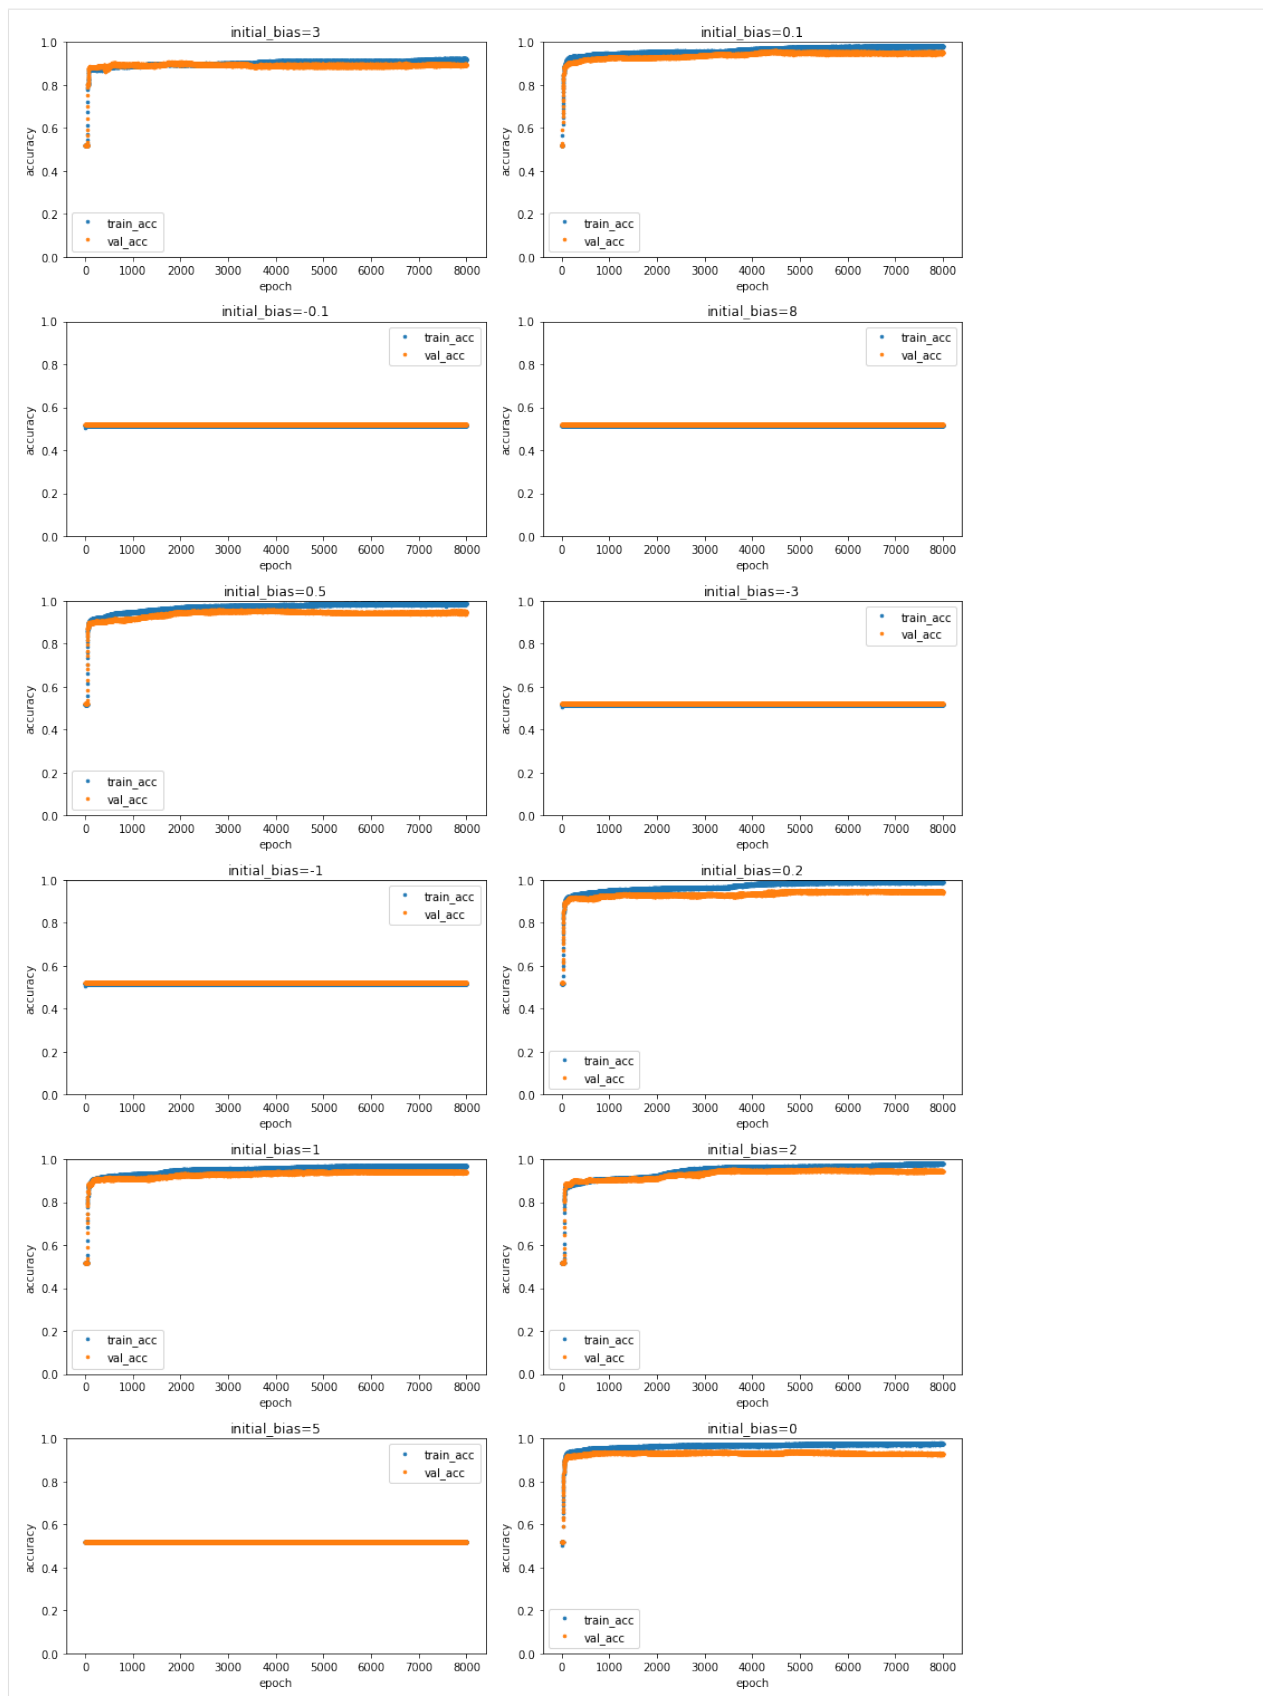 initial_bias=3
1.0
0.8
0.6
0.4
0.2
0.0
accuracy
train_acc
val_acc
0 1000 2000 3000 4000 5000 6000 7000 8000
epoch
initial_bias=0.1
1.0
0.8
0.6
0.4
0.2
0.0
accuracy
train_acc
val_acc
0 1000 2000 3000 4000 5000 6000 7000 8000
epoch
initial_bias=-0.1
1.0
0.8
0.6
0.4
0.2
0.0
accuracy
train_acc
val_acc
0 1000 2000 3000 4000 5000 6000 7000 8000
epoch
initial_bias=8
1.0
0.8
0.6
0.4
0.2
0.0
accuracy
train_acc
val_acc
0 1000 2000 3000 4000 5000 6000 7000 8000
epoch
initial_bias=0.5
1.0
0.8
0.6
0.4
0.2
0.0
accuracy
train_acc
val_acc
0 1000 2000 3000 4000 5000 6000 7000 8000
epoch
initial_bias=-3
1.0
0.8
0.6
0.4
0.2
0.0
accuracy
train_acc
val_acc
0 1000 2000 3000 4000 5000 6000 7000 8000
epoch
initial_bias=-1
1.0
0.8
0.6
0.4
0.2
0.0
accuracy
train_acc
val_acc
0 1000 2000 3000 4000 5000 6000 7000 8000
epoch
initial_bias=0.2
1.0
0.8
0.6
0.4
0.2
0.0
accuracy
train_acc
val_acc
0 1000 2000 3000 4000 5000 6000 7000 8000
epoch
initial_bias=1
1.0
0.8
0.6
0.4
0.2
0.0
accuracy
train_acc
val_acc
0 1000 2000 3000 4000 5000 6000 7000 8000
epoch
initial_bias=2
1.0
0.8
0.6
0.4
0.2
0.0
accuracy
train_acc
val_acc
0 1000 2000 3000 4000 5000 6000 7000 8000
epoch
initial_bias=5
1.0
0.8
0.6
0.4
0.2
0.0
accuracy
train_acc
val_acc
0 1000 2000 3000 4000 5000 6000 7000 8000
epoch
initial_bias=0
1.0
0.8
0.6
0.4
0.2
0.0
accuracy
train_acc
val_acc
0 1000 2000 3000 4000 5000 6000 7000 8000
epoch